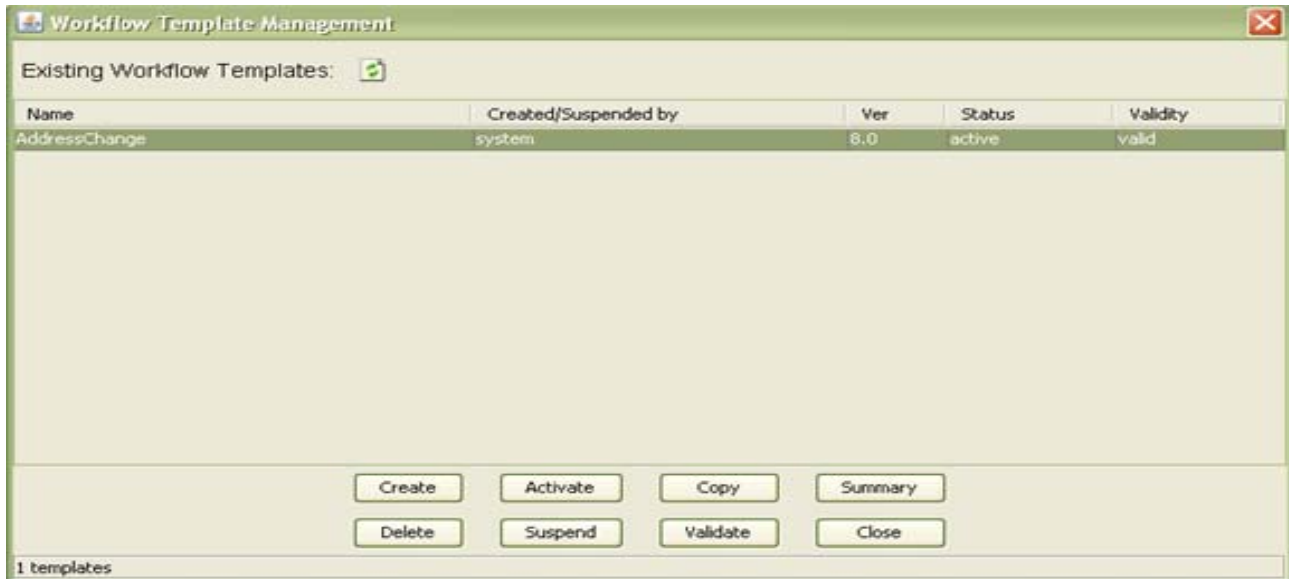 Workflow Template Management
Existing Workflow Templates:
Name Created/Suspended by Ver Status Validity
AddressChange system 8.0 active valid
Create Activate Copy Summary
Delete Suspend Validate Close
1 templates